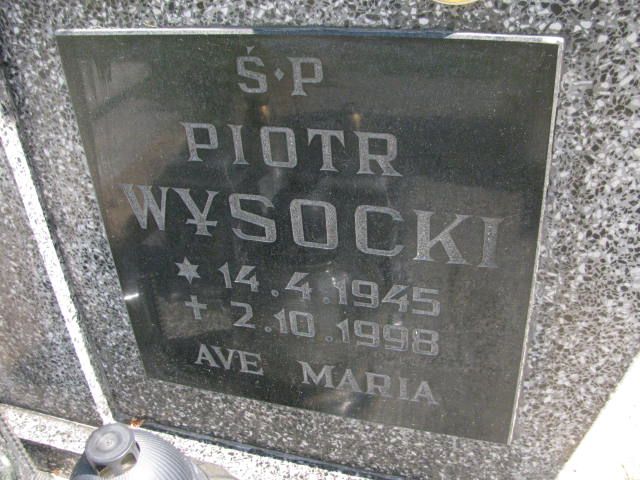 Ś·P
PIOTR
WYSOCKI
* 14.4.1945
† 2.10.1998
AVE MARIA